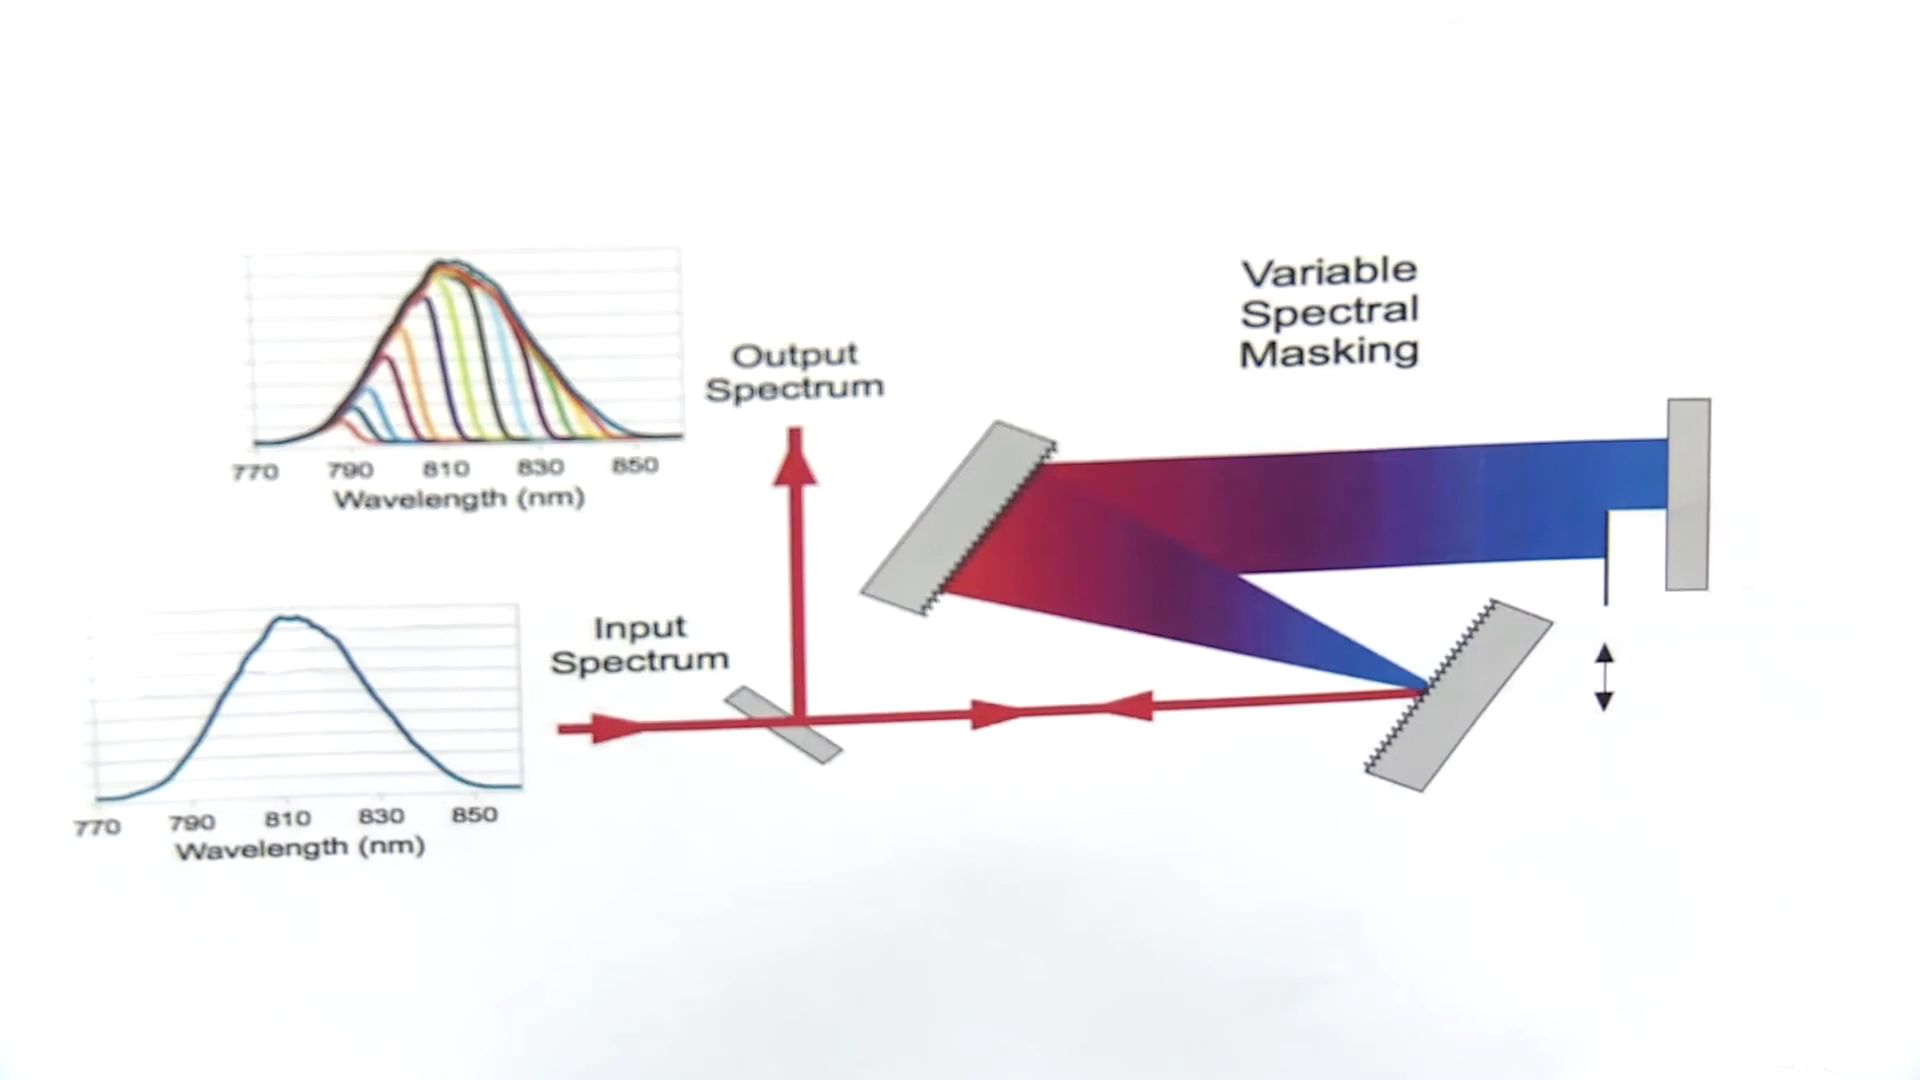 Variable
Spectral
Masking
Output
Spectrum
770 790 810 830 850
Wavelength (nm)
Input
Spectrum
770 790 810 830 850
Wavelength (nm)